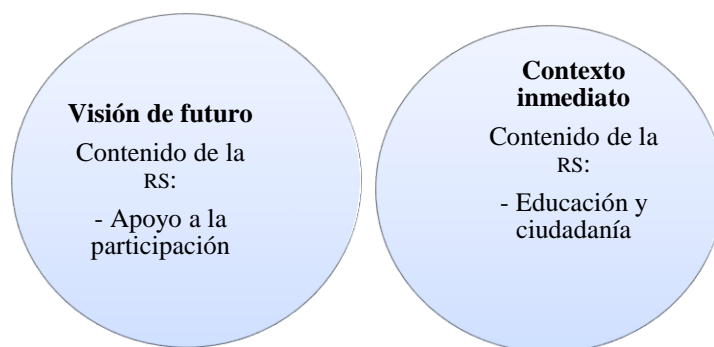 Visión de futuro
Contenido de la
RS:
- Apoyo a la
participación
Contexto
inmediato
Contenido de la
RS:
- Educación y
ciudadanía